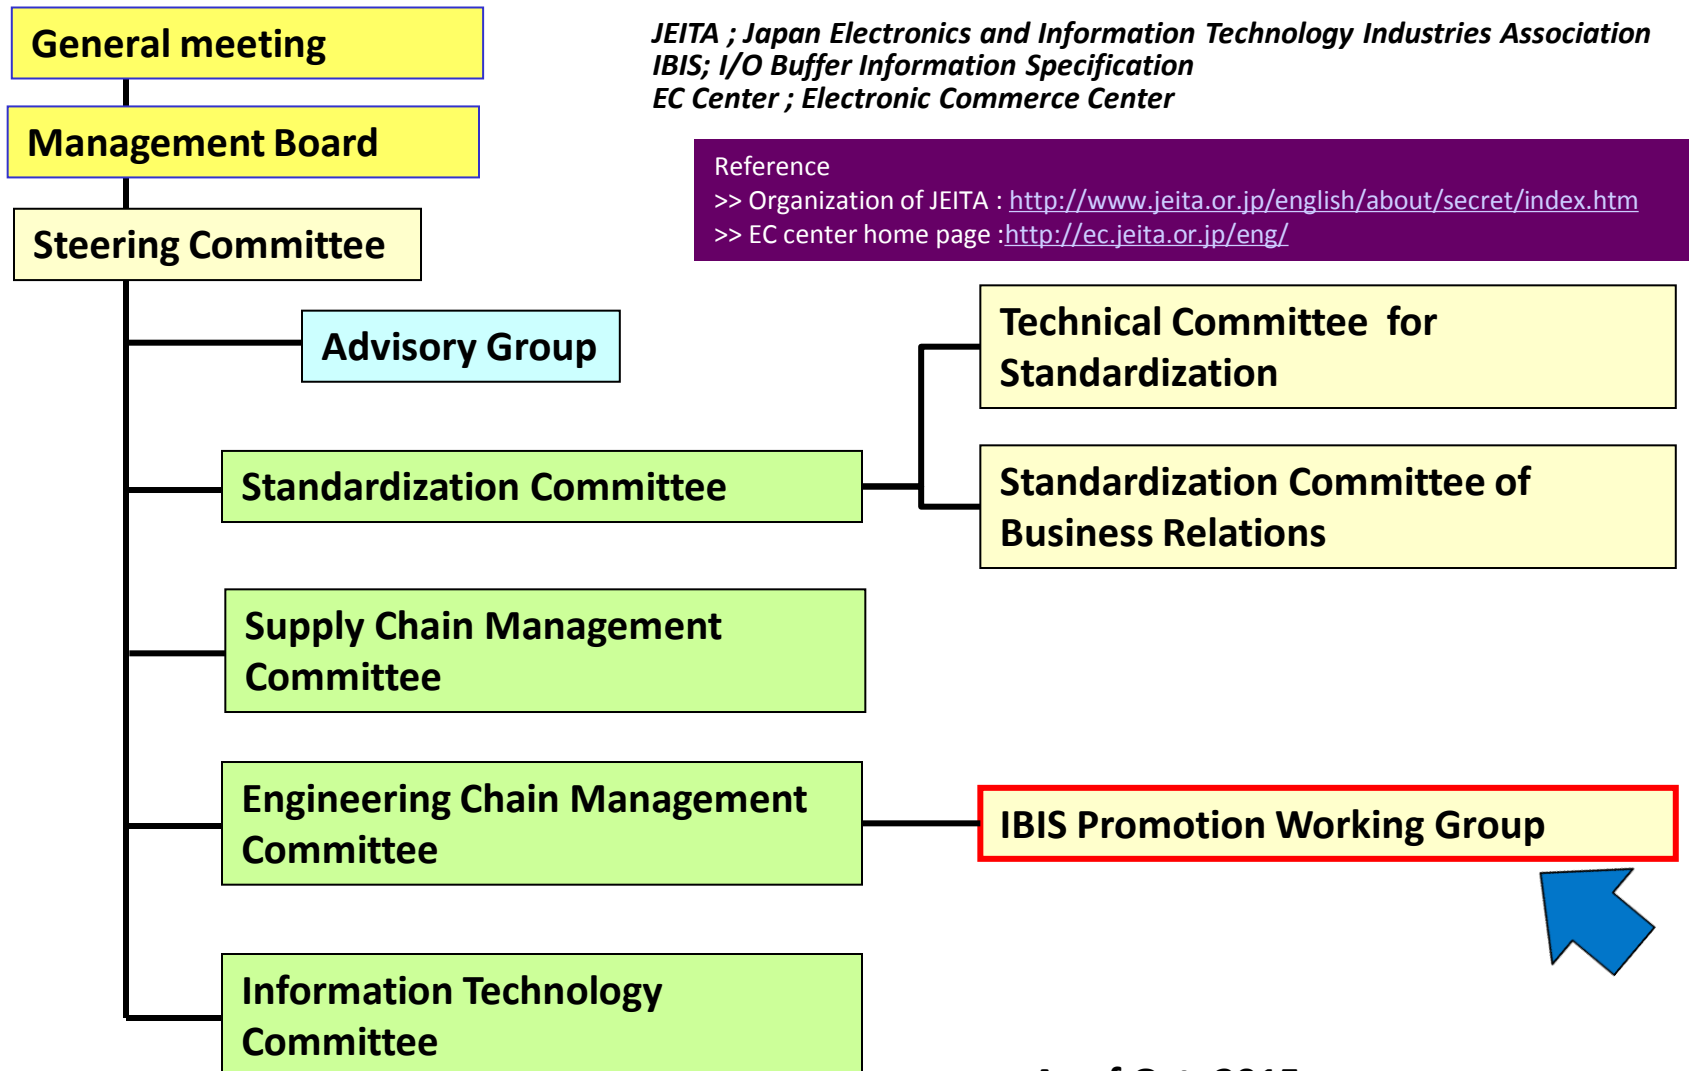 General meeting
JEITA ; Japan Electronics and Information Technology Industries Association
IBIS; I/O Buffer Information Specification
EC Center ; Electronic Commerce Center
Management Board
Reference
>> Organization of JEITA : http://www.jeita.or.jp/english/about/secret/index.htm
>> EC center home page :http://ec.jeita.or.jp/eng/
Steering Committee
Advisory Group
Technical Committee for
Standardization
Standardization Committee
Standardization Committee of
Business Relations
Supply Chain Management
Committee
Engineering Chain Management
Committee
IBIS Promotion Working Group
Information Technology
Committee